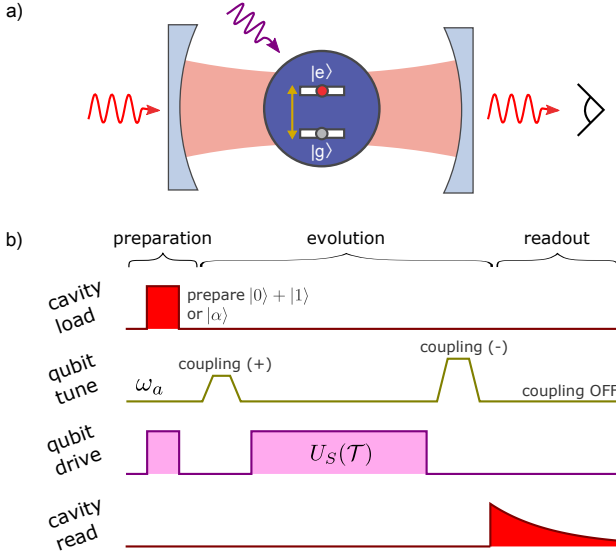 a)
|e⟩
|g⟩
b)
preparation
evolution
readout
cavity
load
prepare |0⟩ + |1⟩
or |α⟩
qubit
tune
ω_a
coupling (+)
coupling (-)
coupling OFF
qubit
drive
U_S(𝒯)
cavity
read